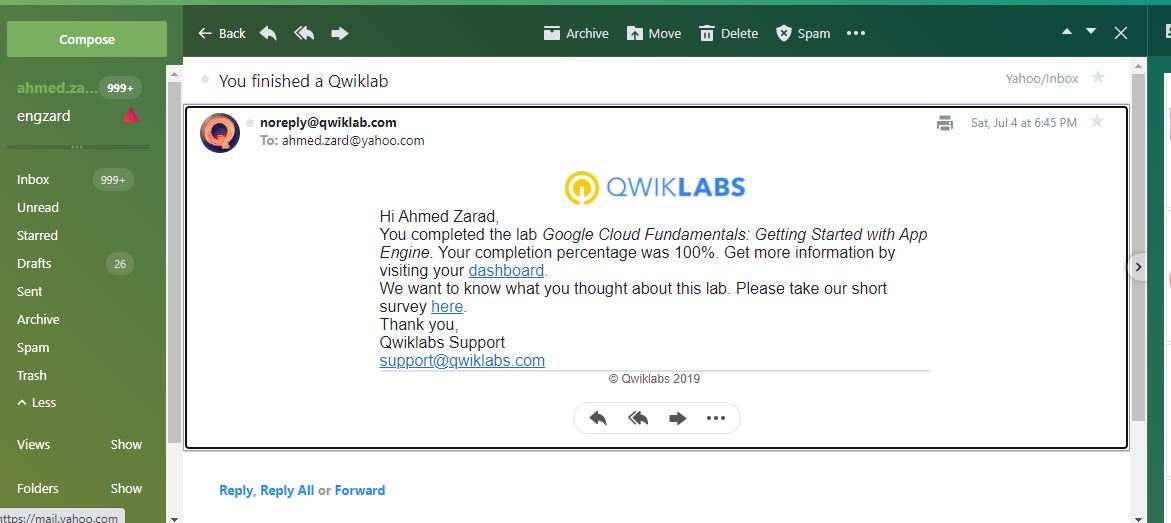 Compose
Back
Archive
Move
Delete
Spam
ahmed.za... 999+
engzard
Inbox 999+
Unread
Starred
Drafts 26
Sent
Archive
Spam
Trash
Less
Views Show
Folders Show
https://mail.yahoo.com
You finished a Qwiklab
Yahoo/Inbox
noreply@qwiklab.com
Sat, Jul 4 at 6:45 PM
To: ahmed.zard@yahoo.com
QWIKLABS
Hi Ahmed Zarad,
You completed the lab Google Cloud Fundamentals: Getting Started with App
Engine. Your completion percentage was 100%. Get more information by
visiting your dashboard.
We want to know what you thought about this lab. Please take our short
survey here.
Thank you,
Qwiklabs Support
support@qwiklabs.com
© Qwiklabs 2019
Reply, Reply All or Forward